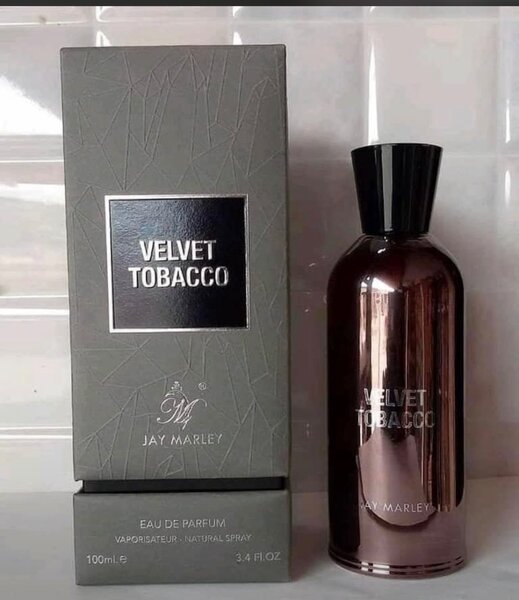 VELVET
TOBACCO
®
JAY MARLEY
EAU DE PARFUM
VAPORISATEUR - NATURAL SPRAY
100ml.e 3.4 Fl.OZ
VELVET
TOBACCO
JAY MARLEY